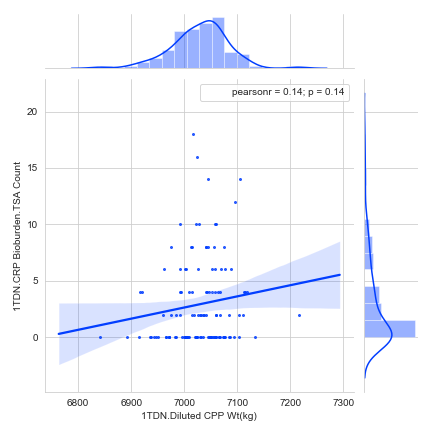 pearsonr = 0.14; p = 0.14
20
15
10
5
0
1TDN.CRP Bioburden.TSA Count
6800 6900 7000 7100 7200 7300
1TDN.Diluted CPP Wt(kg)